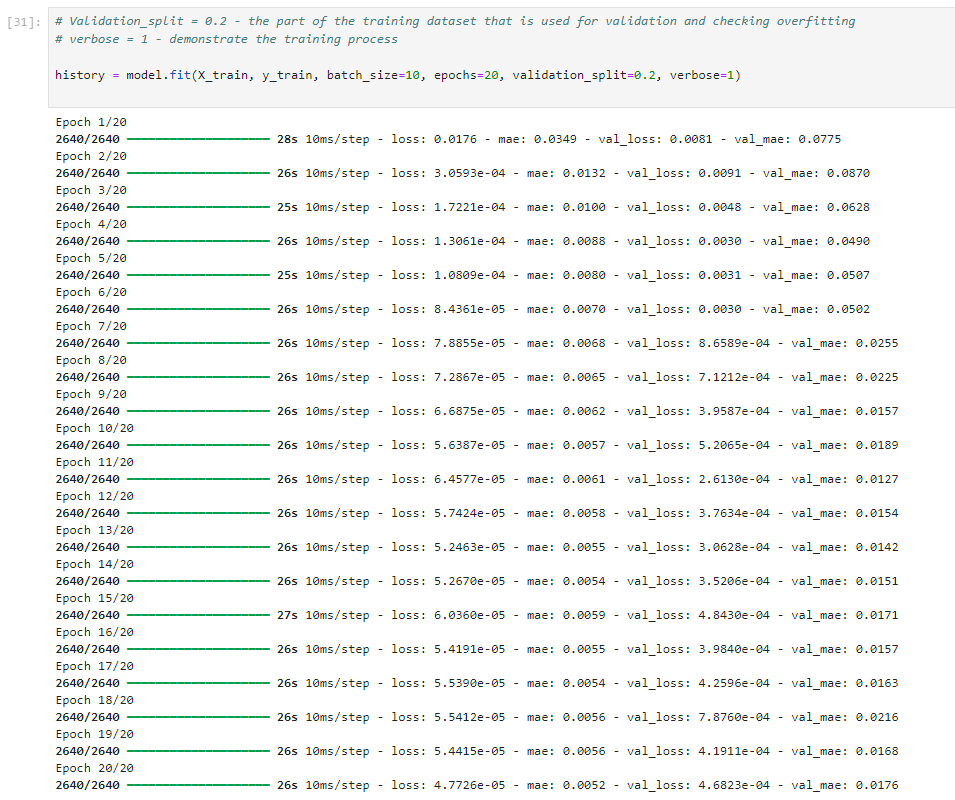 [31]:
# Validation_split = 0.2 - the part of the training dataset that is used for validation and checking overfitting
# verbose = 1 - demonstrate the training process
history = model.fit(X_train, y_train, batch_size=10, epochs=20, validation_split=0.2, verbose=1)
Epoch 1/20
2640/2640 ━━━━━━━━━━━━━━━━━━━━ 28s 10ms/step - loss: 0.0176 - mae: 0.0349 - val_loss: 0.0081 - val_mae: 0.0775
Epoch 2/20
2640/2640 ━━━━━━━━━━━━━━━━━━━━ 26s 10ms/step - loss: 3.0593e-04 - mae: 0.0132 - val_loss: 0.0091 - val_mae: 0.0870
Epoch 3/20
2640/2640 ━━━━━━━━━━━━━━━━━━━━ 25s 10ms/step - loss: 1.7221e-04 - mae: 0.0100 - val_loss: 0.0048 - val_mae: 0.0628
Epoch 4/20
2640/2640 ━━━━━━━━━━━━━━━━━━━━ 26s 10ms/step - loss: 1.3061e-04 - mae: 0.0088 - val_loss: 0.0030 - val_mae: 0.0490
Epoch 5/20
2640/2640 ━━━━━━━━━━━━━━━━━━━━ 25s 10ms/step - loss: 1.0809e-04 - mae: 0.0080 - val_loss: 0.0031 - val_mae: 0.0507
Epoch 6/20
2640/2640 ━━━━━━━━━━━━━━━━━━━━ 26s 10ms/step - loss: 8.4361e-05 - mae: 0.0070 - val_loss: 0.0030 - val_mae: 0.0502
Epoch 7/20
2640/2640 ━━━━━━━━━━━━━━━━━━━━ 26s 10ms/step - loss: 7.8855e-05 - mae: 0.0068 - val_loss: 8.6589e-04 - val_mae: 0.0255
Epoch 8/20
2640/2640 ━━━━━━━━━━━━━━━━━━━━ 26s 10ms/step - loss: 7.2867e-05 - mae: 0.0065 - val_loss: 7.1212e-04 - val_mae: 0.0225
Epoch 9/20
2640/2640 ━━━━━━━━━━━━━━━━━━━━ 26s 10ms/step - loss: 6.6875e-05 - mae: 0.0062 - val_loss: 3.9587e-04 - val_mae: 0.0157
Epoch 10/20
2640/2640 ━━━━━━━━━━━━━━━━━━━━ 26s 10ms/step - loss: 5.6387e-05 - mae: 0.0057 - val_loss: 5.2065e-04 - val_mae: 0.0189
Epoch 11/20
2640/2640 ━━━━━━━━━━━━━━━━━━━━ 26s 10ms/step - loss: 6.4577e-05 - mae: 0.0061 - val_loss: 2.6130e-04 - val_mae: 0.0127
Epoch 12/20
2640/2640 ━━━━━━━━━━━━━━━━━━━━ 26s 10ms/step - loss: 5.7424e-05 - mae: 0.0058 - val_loss: 3.7634e-04 - val_mae: 0.0154
Epoch 13/20
2640/2640 ━━━━━━━━━━━━━━━━━━━━ 26s 10ms/step - loss: 5.2463e-05 - mae: 0.0055 - val_loss: 3.0628e-04 - val_mae: 0.0142
Epoch 14/20
2640/2640 ━━━━━━━━━━━━━━━━━━━━ 26s 10ms/step - loss: 5.2670e-05 - mae: 0.0054 - val_loss: 3.5206e-04 - val_mae: 0.0151
Epoch 15/20
2640/2640 ━━━━━━━━━━━━━━━━━━━━ 27s 10ms/step - loss: 6.0360e-05 - mae: 0.0059 - val_loss: 4.8430e-04 - val_mae: 0.0171
Epoch 16/20
2640/2640 ━━━━━━━━━━━━━━━━━━━━ 26s 10ms/step - loss: 5.4191e-05 - mae: 0.0055 - val_loss: 3.9840e-04 - val_mae: 0.0157
Epoch 17/20
2640/2640 ━━━━━━━━━━━━━━━━━━━━ 26s 10ms/step - loss: 5.5390e-05 - mae: 0.0054 - val_loss: 4.2596e-04 - val_mae: 0.0163
Epoch 18/20
2640/2640 ━━━━━━━━━━━━━━━━━━━━ 26s 10ms/step - loss: 5.5412e-05 - mae: 0.0056 - val_loss: 7.8760e-04 - val_mae: 0.0216
Epoch 19/20
2640/2640 ━━━━━━━━━━━━━━━━━━━━ 26s 10ms/step - loss: 5.4415e-05 - mae: 0.0056 - val_loss: 4.1911e-04 - val_mae: 0.0168
Epoch 20/20
2640/2640 ━━━━━━━━━━━━━━━━━━━━ 26s 10ms/step - loss: 4.7726e-05 - mae: 0.0052 - val_loss: 4.6823e-04 - val_mae: 0.0176